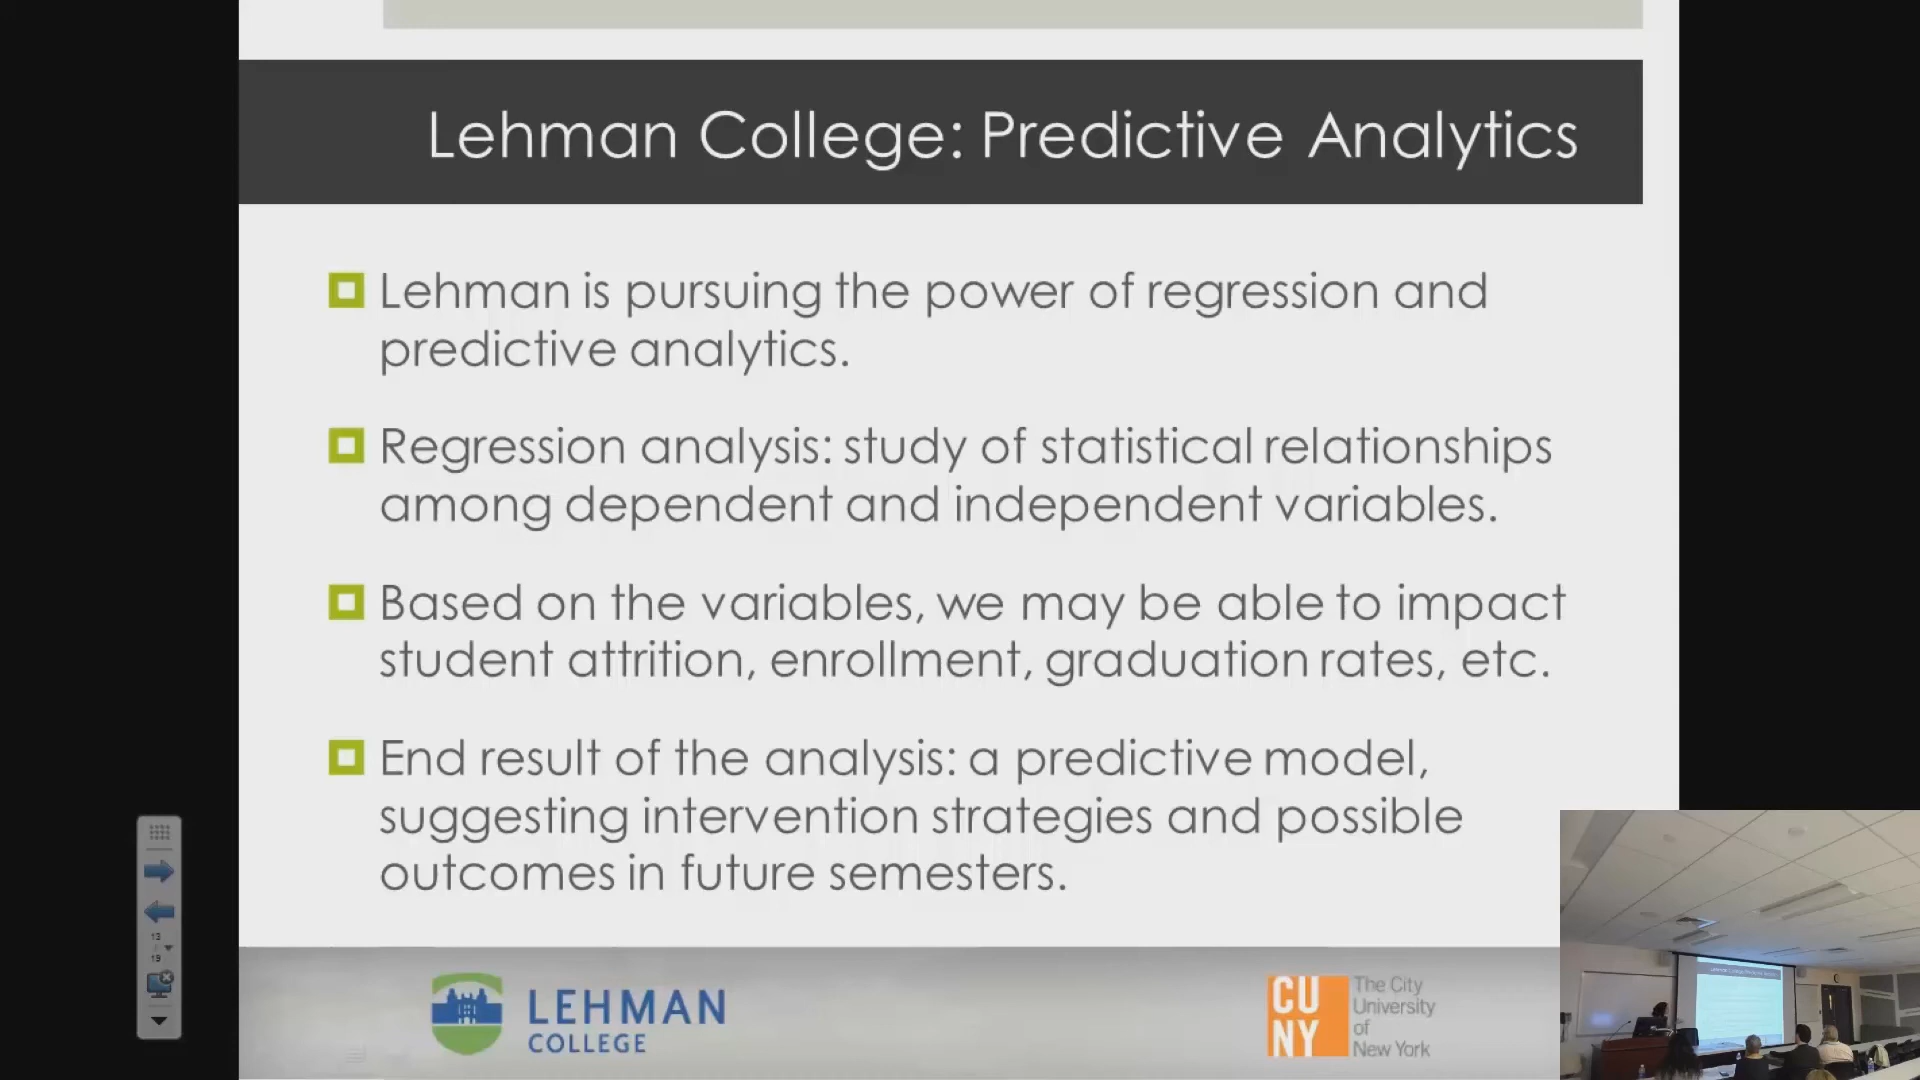 Lehman College: Predictive Analytics
Lehman is pursuing the power of regression and
predictive analytics.
Regression analysis: study of statistical relationships
among dependent and independent variables.
Based on the variables, we may be able to impact
student attrition, enrollment, graduation rates, etc.
End result of the analysis: a predictive model,
suggesting intervention strategies and possible
outcomes in future semesters.
13
19
LEHMAN
COLLEGE
CU
NY
The City
University
of
New York